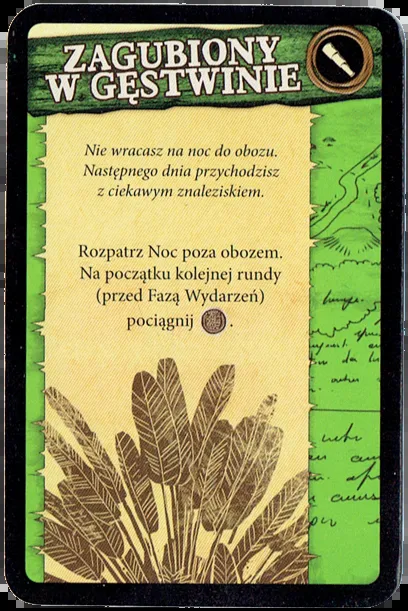 ZAGUBIONY
W GĘSTWINIE
Nie wracasz na noc do obozu.
Następnego dnia przychodzisz
z ciekawym znaleziskiem.
Rozpatrz Noc poza obozem.
Na początku kolejnej rundy
(przed Fazą Wydarzeń)
pociągnij .